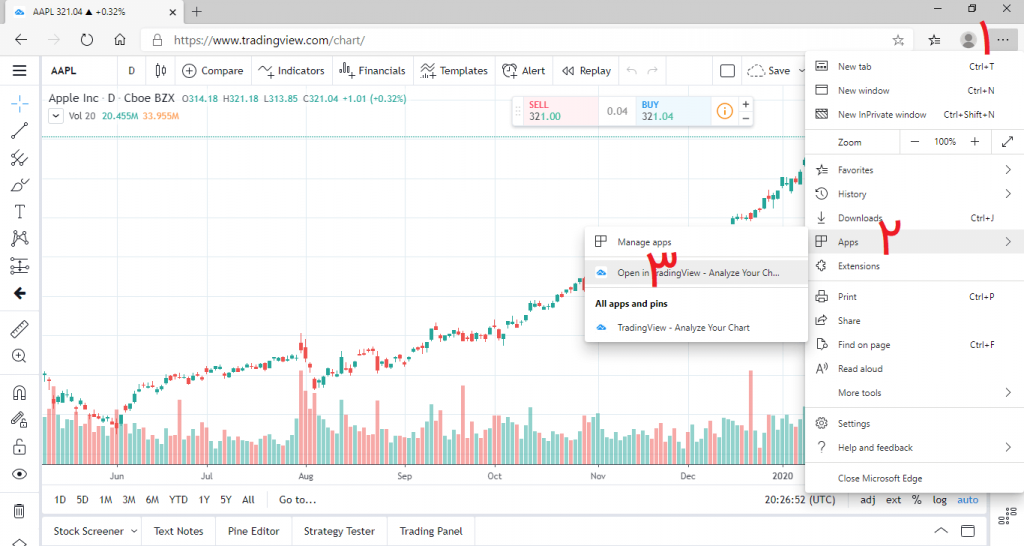 AAPL 321.04 ▲ +0.32%
https://www.tradingview.com/chart/
۱
AAPL D Compare Indicators Financials Templates Alert Replay Save
Apple Inc · D · Cboe BZX O314.18 H321.18 L313.85 C321.04 +1.01 (+0.32%)
Vol 20 20.455M 33.955M
SELL
321.00
0.04
BUY
321.04
New tab Ctrl+T
New window Ctrl+N
New InPrivate window Ctrl+Shift+N
Zoom 100%
Favorites
History
Downloads Ctrl+J
Apps
۲
Extensions
Print Ctrl+P
Share
Find on page Ctrl+F
Read aloud
More tools
Settings
Help and feedback
Close Microsoft Edge
Manage apps
۳
Open in TradingView - Analyze Your Ch...
All apps and pins
TradingView - Analyze Your Chart
Jun Jul Aug Sep Oct Nov Dec 2020
1D 5D 1M 3M 6M YTD 1Y 5Y All Go to... 20:26:52 (UTC) adj ext % log auto
Stock Screener Text Notes Pine Editor Strategy Tester Trading Panel